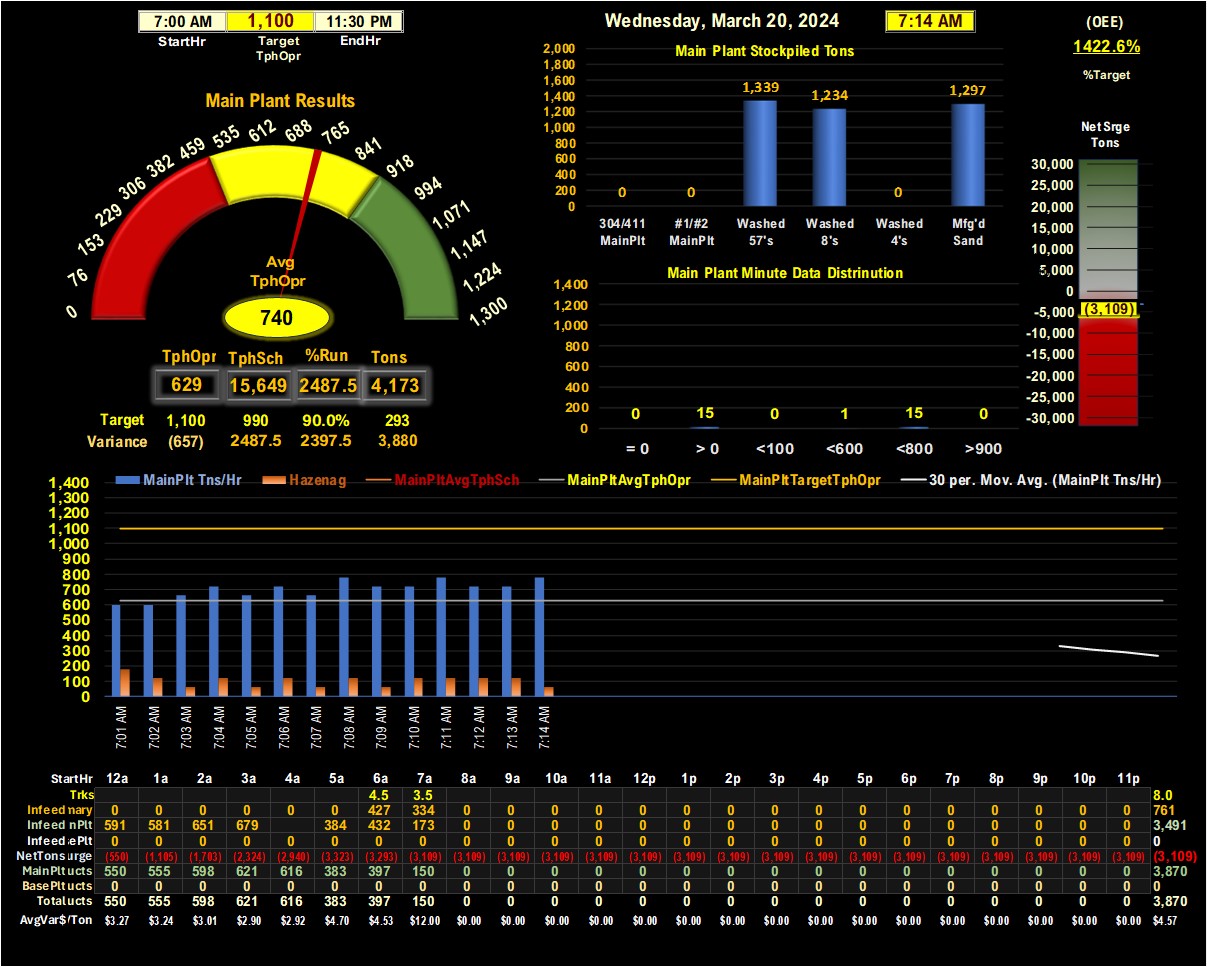 7:00 AM 1,100 11:30 PM
StartHr Target TphOpr EndHr
Wednesday, March 20, 2024 7:14 AM
(OEE)
1422.6%
%Target
Main Plant Results
0 76 153 229 306 382 459 535 612 688 765 841 918 994 1,071 1,147 1,224 1,300
Avg
TphOpr
740
TphOpr TphSch %Run Tons
629 15,649 2487.5 4,173
Target 1,100 990 90.0% 293
Variance (657) 2487.5 2397.5 3,880
Main Plant Stockpiled Tons
2,000
1,800
1,600
1,400
1,200
1,000
800
600
400
200
0
0 0 1,339 1,234 0 1,297
304/411 #1/#2 Washed Washed Washed Mfg'd
MainPlt MainPlt 57's 8's 4's Sand
Main Plant Minute Data Distrinution
1,400
1,200
1,000
800
600
400
200
0
0 15 0 1 15 0
= 0 > 0 <100 <600 <800 >900
Net Srge
Tons
30,000
25,000
20,000
15,000
10,000
5,000
0
-5,000
-10,000
-15,000
-20,000
-25,000
-30,000
(3,109)
MainPlt Tns/Hr Hazenag MainPltAvgTphSch MainPltAvgTphOpr MainPltTargetTphOpr 30 per. Mov. Avg. (MainPlt Tns/Hr)
1,400
1,300
1,200
1,100
1,000
900
800
700
600
500
400
300
200
100
0
7:01 AM 7:02 AM 7:03 AM 7:04 AM 7:05 AM 7:06 AM 7:07 AM 7:08 AM 7:09 AM 7:10 AM 7:11 AM 7:12 AM 7:13 AM 7:14 AM
StartHr 12a 1a 2a 3a 4a 5a 6a 7a 8a 9a 10a 11a 12p 1p 2p 3p 4p 5p 6p 7p 8p 9p 10p 11p
Trks 4.5 3.5 8.0
Infeed nary 0 0 0 0 0 0 427 334 0 0 0 0 0 0 0 0 0 0 0 0 0 0 0 0 761
Infeed nPlt 591 581 651 679 384 432 173 0 0 0 0 0 0 0 0 0 0 0 0 0 0 0 0 3,491
Infeed ePlt 0 0 0 0 0 0 0 0 0 0 0 0 0 0 0 0 0 0 0 0 0 0 0 0
NetTons urge (550) (1,105) (1,703) (2,324) (2,940) (3,323) (3,293) (3,109) (3,109) (3,109) (3,109) (3,109) (3,109) (3,109) (3,109) (3,109) (3,109) (3,109) (3,109) (3,109) (3,109) (3,109) (3,109) (3,109) (3,109)
MainPlt ucts 550 555 598 621 616 383 397 150 0 0 0 0 0 0 0 0 0 0 0 0 0 0 0 0 3,870
BasePlt ucts 0 0 0 0 0 0 0 0 0 0 0 0 0 0 0 0 0 0 0 0 0 0 0 0 0
Total ucts 550 555 598 621 616 383 397 150 0 0 0 0 0 0 0 0 0 0 0 0 0 0 0 0 3,870
AvgVar$/Ton $3.27 $3.24 $3.01 $2.90 $2.92 $4.70 $4.53 $12.00 $0.00 $0.00 $0.00 $0.00 $0.00 $0.00 $0.00 $0.00 $0.00 $0.00 $0.00 $0.00 $0.00 $0.00 $0.00 $0.00 $4.57